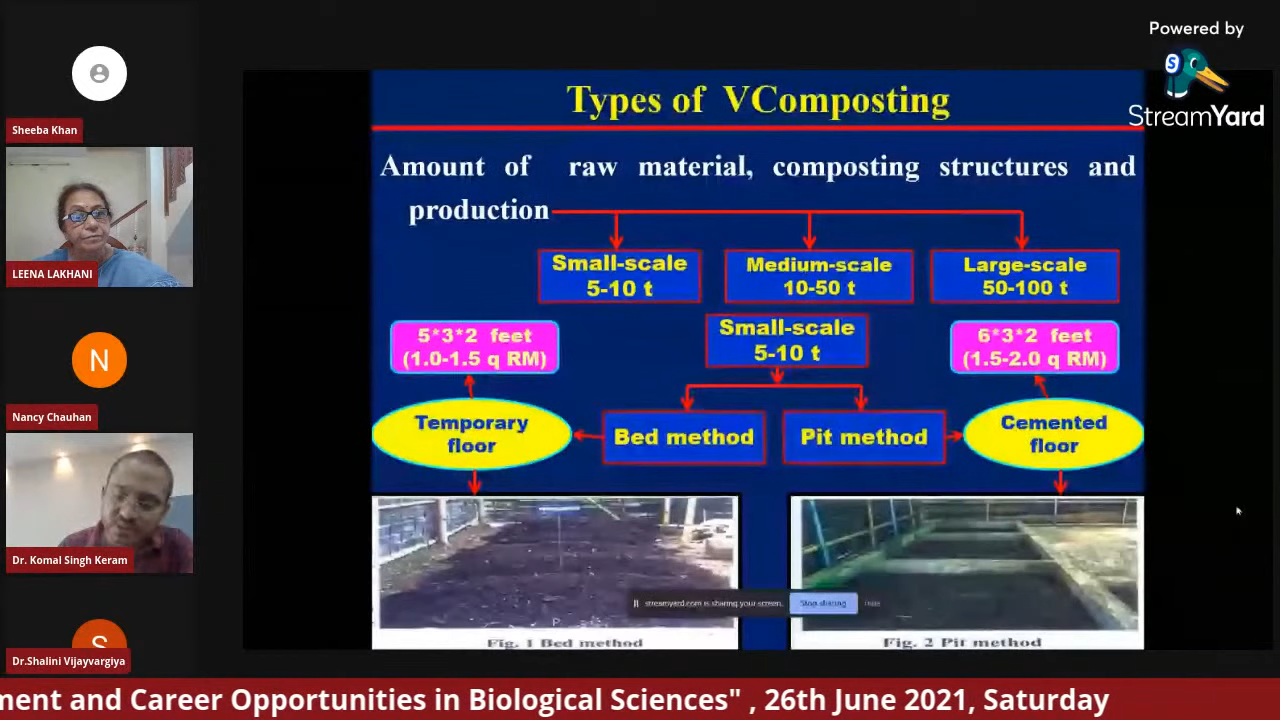 Powered by
StreamYard
Sheeba Khan
LEENA LAKHANI
N
Nancy Chauhan
Dr. Komal Singh Keram
S
Dr.Shalini Vijayvargiya
Types of VComposting
Amount of raw material, composting structures and
production
Small-scale
5-10 t
Medium-scale
10-50 t
Large-scale
50-100 t
5*3*2 feet
(1.0-1.5 q RM)
Small-scale
5-10 t
6*3*2 feet
(1.5-2.0 q RM)
Temporary
floor
Bed method
Pit method
Cemented
floor
streamyard.com is sharing your screen.
Stop sharing
Hide
Fig. 1 Bed method
Fig. 2 Pit method
ment and Career Opportunities in Biological Sciences" , 26th June 2021, Saturday